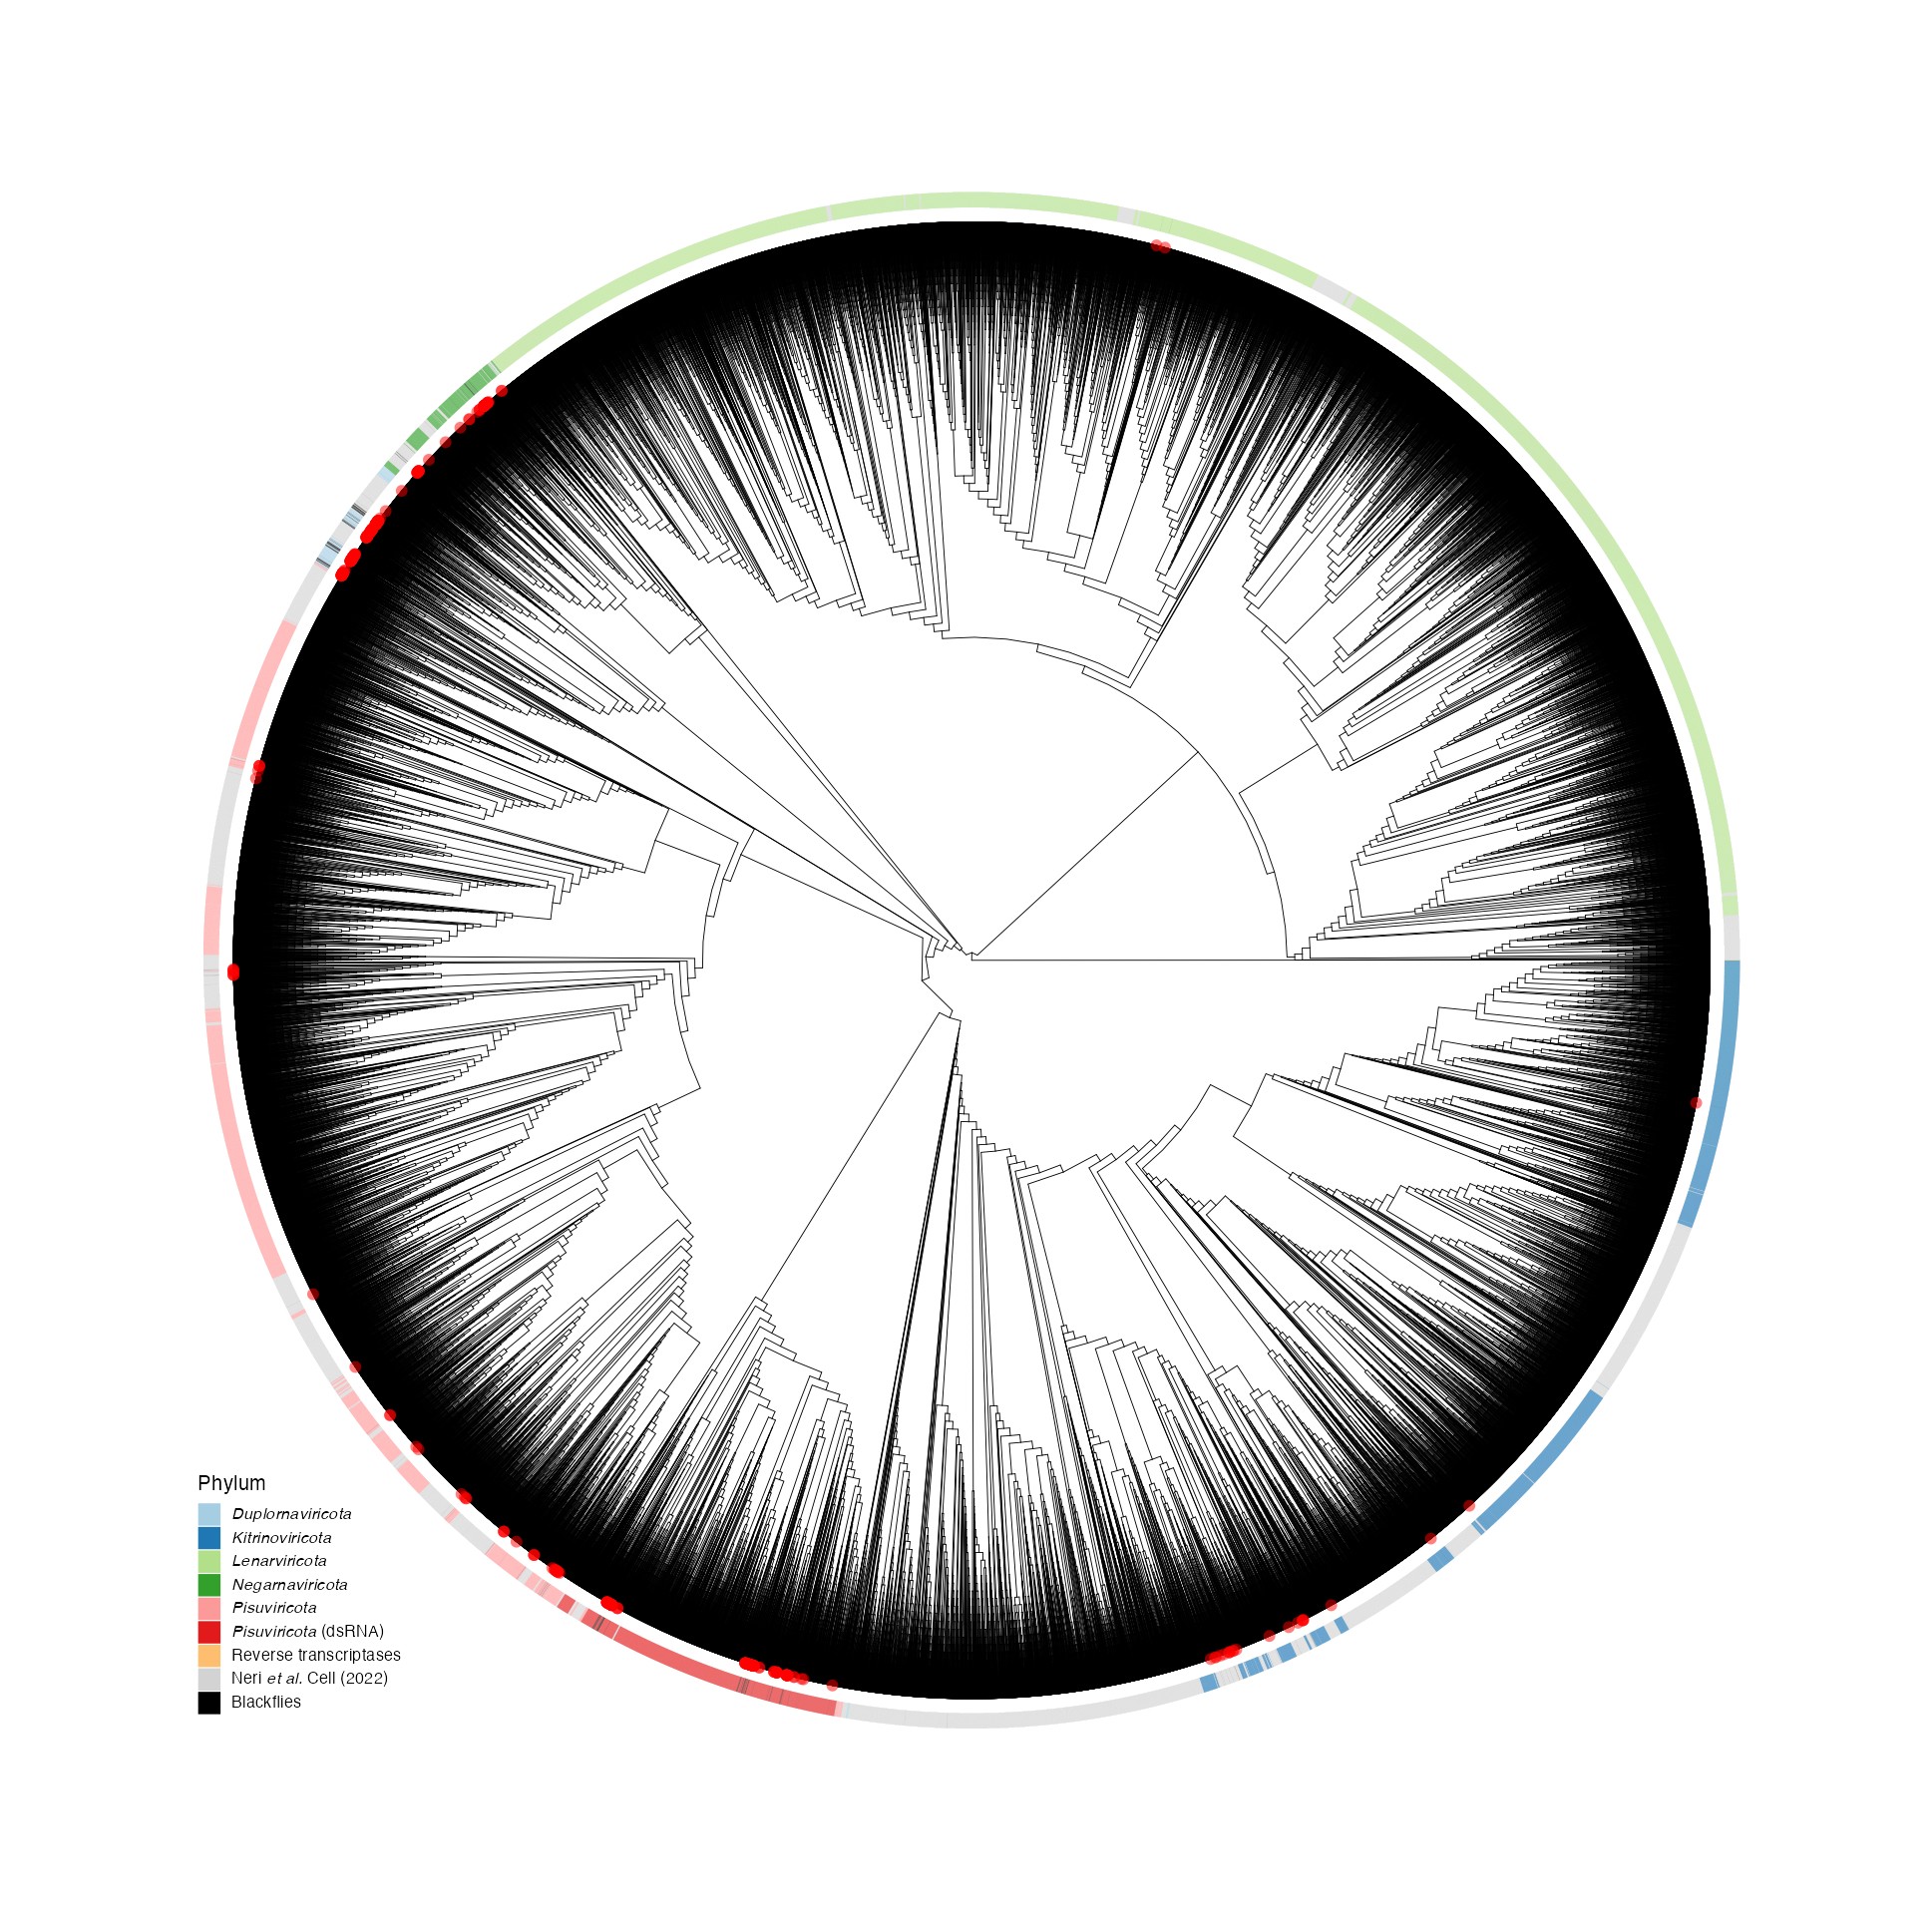 Phylum
Duplornaviricota
Kitrinoviricota
Lenarviricota
Negarnaviricota
Pisuviricota
Pisuviricota (dsRNA)
Reverse transcriptases
Neri et al. Cell (2022)
Blackflies